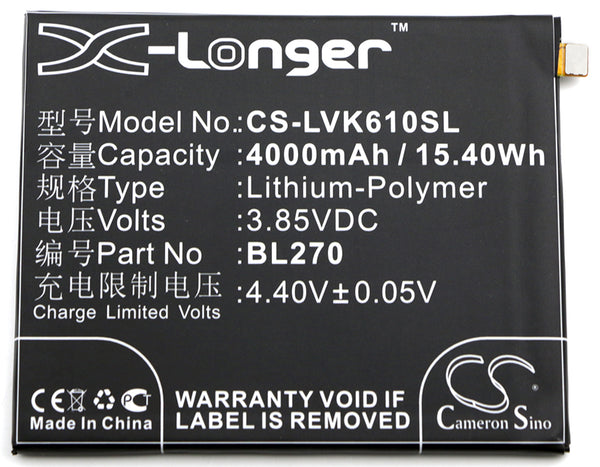 X-Longer™
型号Model No.:CS-LVK610SL
容量Capacity :4000mAh / 15.40Wh
规格Type :Lithium-Polymer
电压Volts :3.85VDC
编号Part No :BL270
充电限制电压 :4.40V±0.05V
Charge Limited Volts
CE
Made In China
WARRANTY VOID IF
LABEL IS REMOVED
CS
Cameron Sino